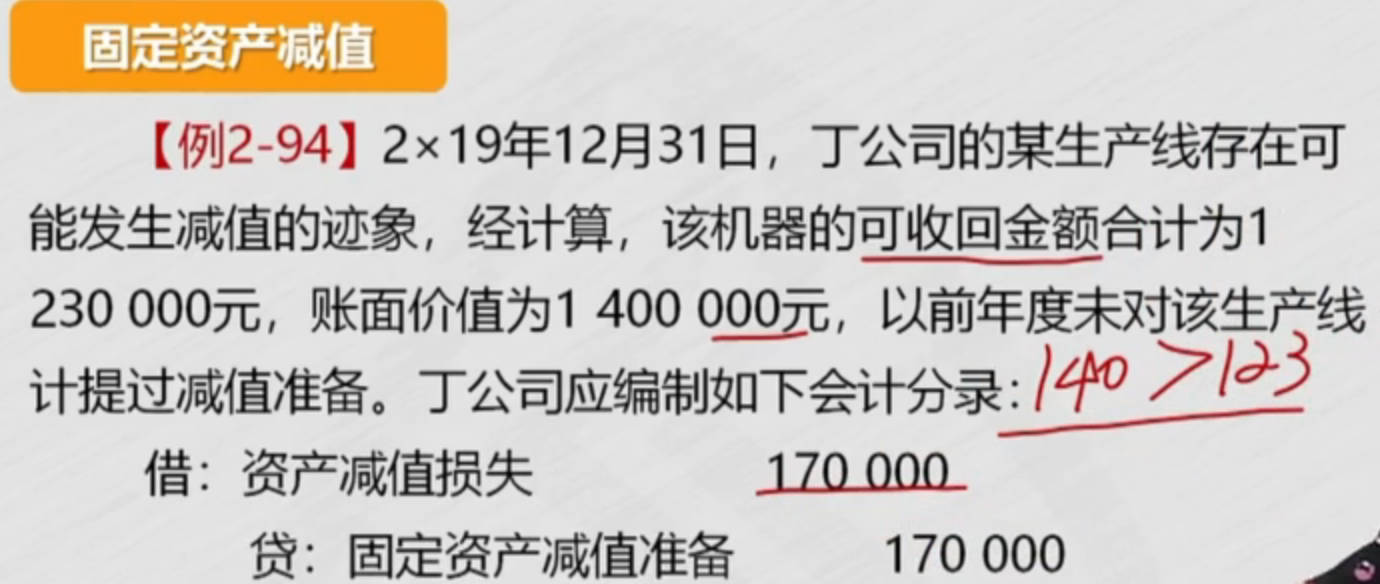 固定资产减值
【例2-94】2×19年12月31日，丁公司的某生产线存在可
能发生减值的迹象，经计算，该机器的可收回金额合计为1
230 000元，账面价值为1 400 000元，以前年度未对该生产线
计提过减值准备。丁公司应编制如下会计分录：140＞123
借：资产减值损失 170 000
贷：固定资产减值准备 170 000